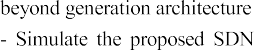 beyond generation architecture
- Simulate the proposed SDN